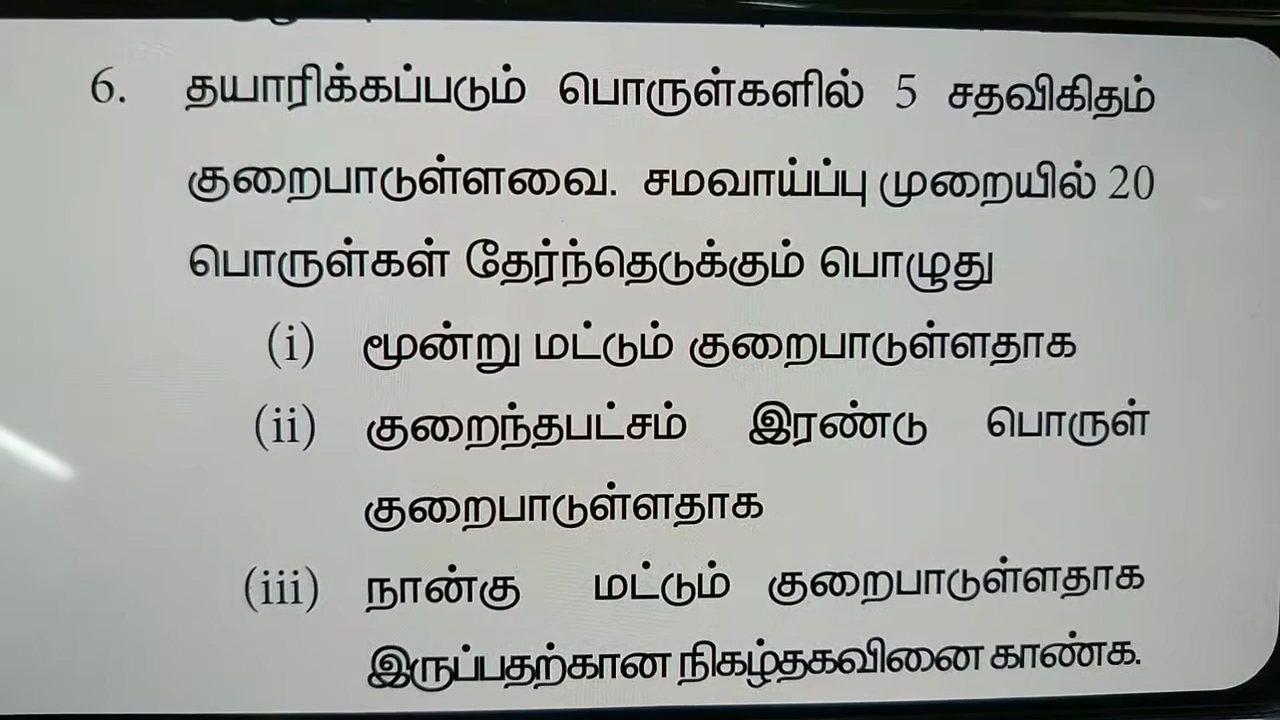 6. தயாரிக்கப்படும் பொருள்களில் 5 சதவிகிதம்
குறைபாடுள்ளவை. சமவாய்ப்பு முறையில் 20
பொருள்கள் தேர்ந்தெடுக்கும் பொழுது
(i) மூன்று மட்டும் குறைபாடுள்ளதாக
(ii) குறைந்தபட்சம் இரண்டு பொருள்
குறைபாடுள்ளதாக
(iii) நான்கு மட்டும் குறைபாடுள்ளதாக
இருப்பதற்கான நிகழ்தகவினை காண்க.